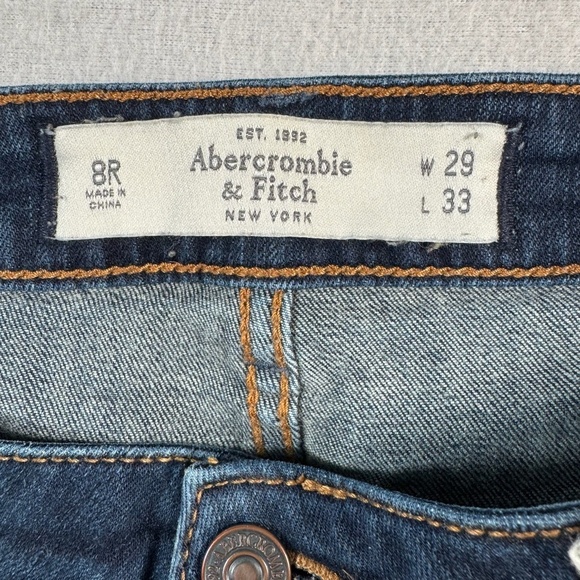 8R
MADE IN
CHINA
EST. 1892
Abercrombie
& Fitch
NEW YORK
W 29
L 33